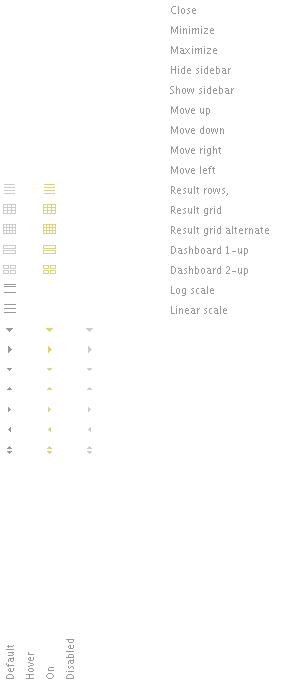 Close
Minimize
Maximize
Hide sidebar
Show sidebar
Move up
Move down
Move right
Move left
Result rows,
Result grid
Result grid alternate
Dashboard 1-up
Dashboard 2-up
Log scale
Linear scale
Default
Hover
On
Disabled